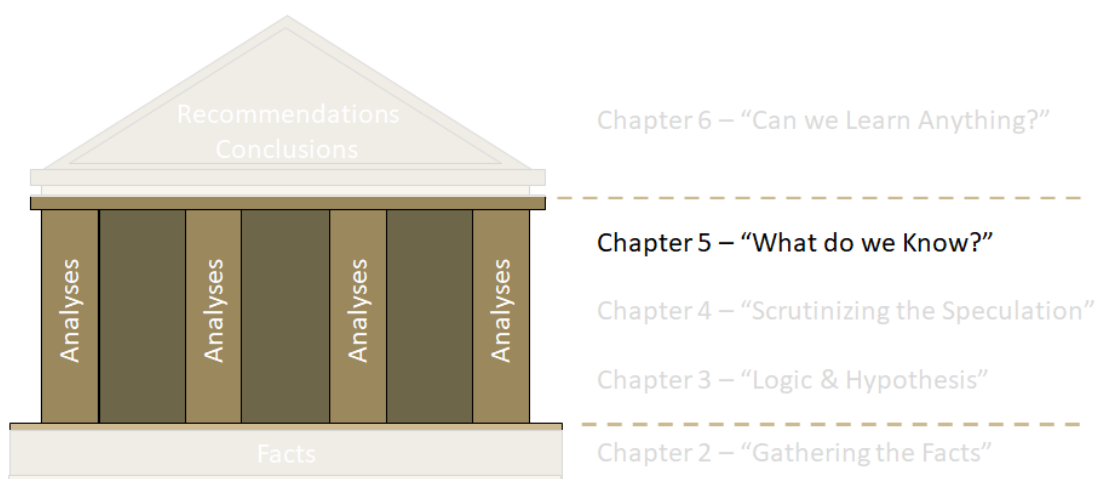 Recommendations
Conclusions
Chapter 6 – “Can we Learn Anything?”
Chapter 5 – “What do we Know?”
Analyses
Analyses
Analyses
Analyses
Chapter 4 – “Scrutinizing the Speculation”
Chapter 3 – “Logic & Hypothesis”
Facts
Chapter 2 – “Gathering the Facts”